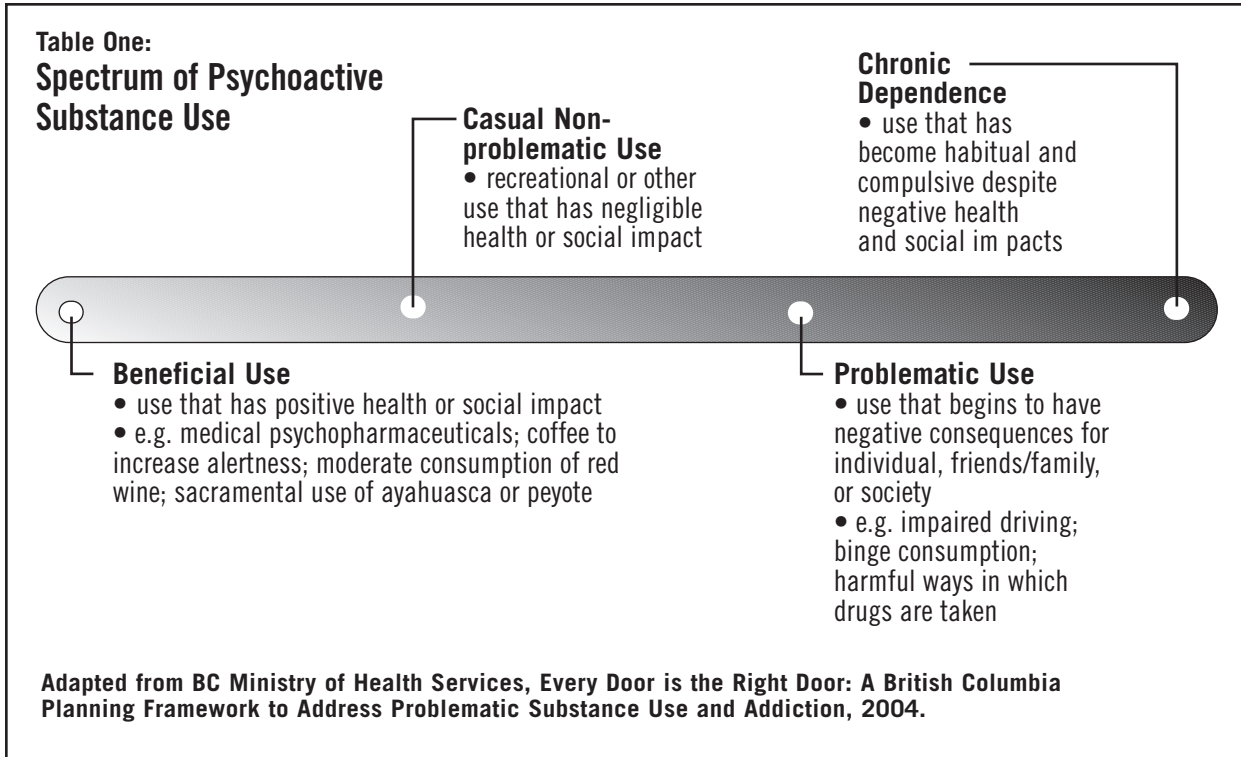 Table One:
Spectrum of Psychoactive
Substance Use
Casual Non-
problematic Use
• recreational or other
use that has negligible
health or social impact
Chronic
Dependence
• use that has
become habitual and
compulsive despite
negative health
and social im pacts
Beneficial Use
• use that has positive health or social impact
• e.g. medical psychopharmaceuticals; coffee to
increase alertness; moderate consumption of red
wine; sacramental use of ayahuasca or peyote
Problematic Use
• use that begins to have
negative consequences for
individual, friends/family,
or society
• e.g. impaired driving;
binge consumption;
harmful ways in which
drugs are taken
Adapted from BC Ministry of Health Services, Every Door is the Right Door: A British Columbia
Planning Framework to Address Problematic Substance Use and Addiction, 2004.